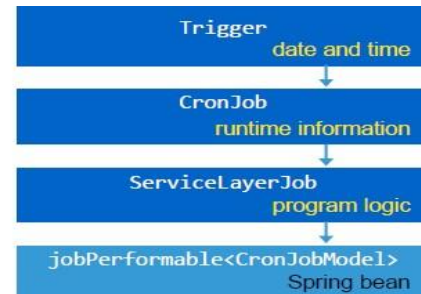 Trigger
date and time
CronJob
runtime information
ServiceLayerJob
program logic
jobPerformable<CronJobModel>
Spring bean